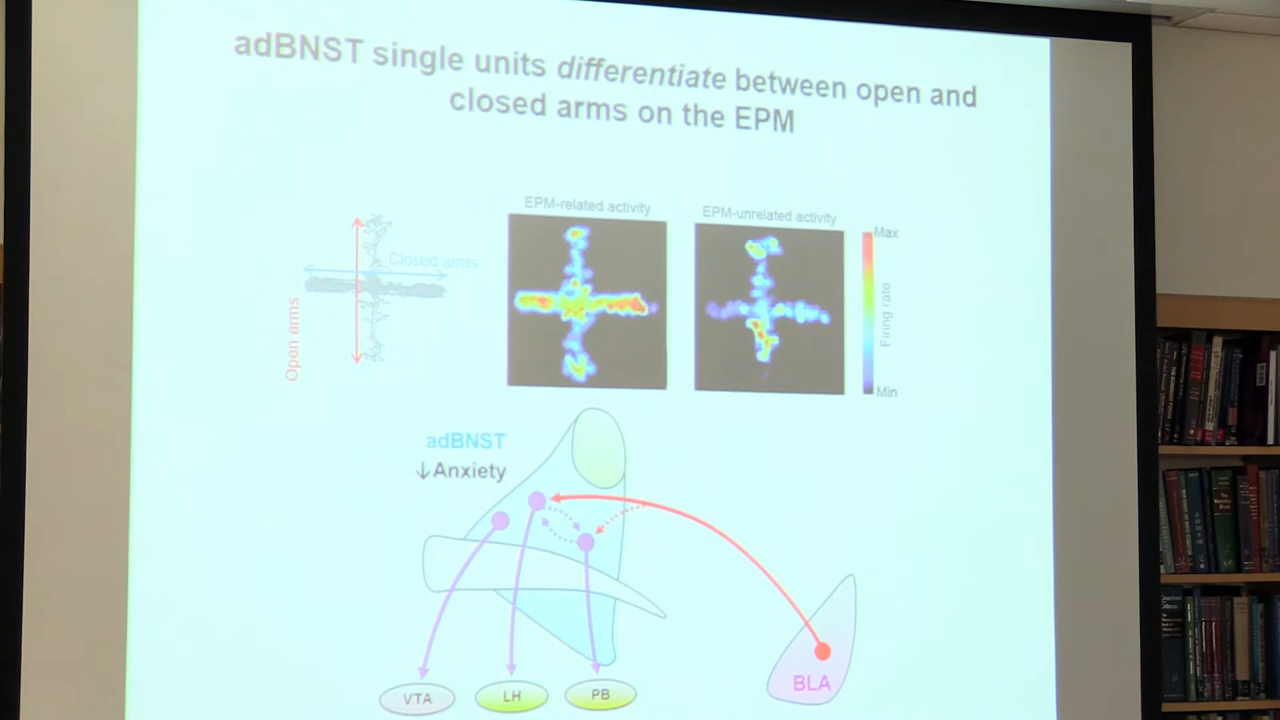 adBNST single units differentiate between open and
closed arms on the EPM
EPM-related activity
EPM-unrelated activity
Max
Closed arms
Open arms
Firing rate
Min
adBNST
↓Anxiety
BLA
VTA
LH
PB